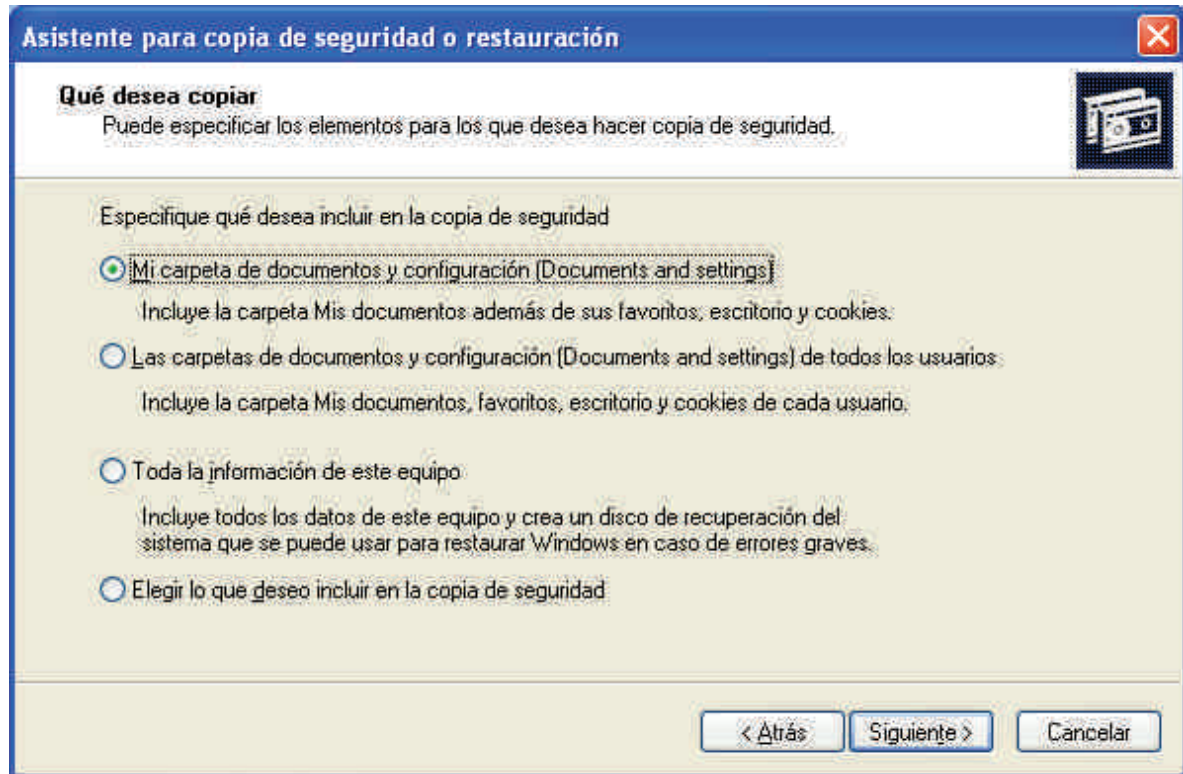 Asistente para copia de seguridad o restauración
Qué desea copiar
Puede especificar los elementos para los que desea hacer copia de seguridad.
Especifique qué desea incluir en la copia de seguridad
Mi carpeta de documentos y configuración (Documents and settings)
Incluye la carpeta Mis documentos además de sus favoritos, escritorio y cookies.
Las carpetas de documentos y configuración (Documents and settings) de todos los usuarios
Incluye la carpeta Mis documentos, favoritos, escritorio y cookies de cada usuario.
Toda la información de este equipo
Incluye todos los datos de este equipo y crea un disco de recuperación del
sistema que se puede usar para restaurar Windows en caso de errores graves.
Elegir lo que deseo incluir en la copia de seguridad
< Atrás Siguiente > Cancelar